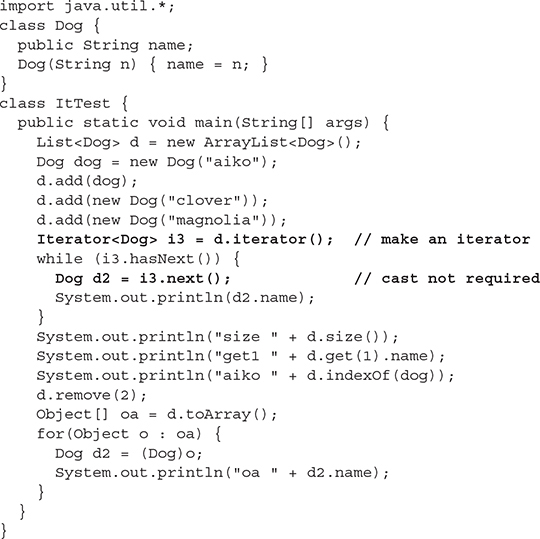 import java.util.*;
class Dog {
  public String name;
  Dog(String n) { name = n; }
}
class ItTest {
  public static void main(String[] args) {
    List<Dog> d = new ArrayList<Dog>();
    Dog dog = new Dog("aiko");
    d.add(dog);
    d.add(new Dog("clover"));
    d.add(new Dog("magnolia"));
    Iterator<Dog> i3 = d.iterator();  // make an iterator
    while (i3.hasNext()) {
      Dog d2 = i3.next();             // cast not required
      System.out.println(d2.name);
    }
    System.out.println("size " + d.size());
    System.out.println("get1 " + d.get(1).name);
    System.out.println("aiko " + d.indexOf(dog));
    d.remove(2);
    Object[] oa = d.toArray();
    for(Object o : oa) {
      Dog d2 = (Dog)o;
      System.out.println("oa " + d2.name);
    }
  }
}